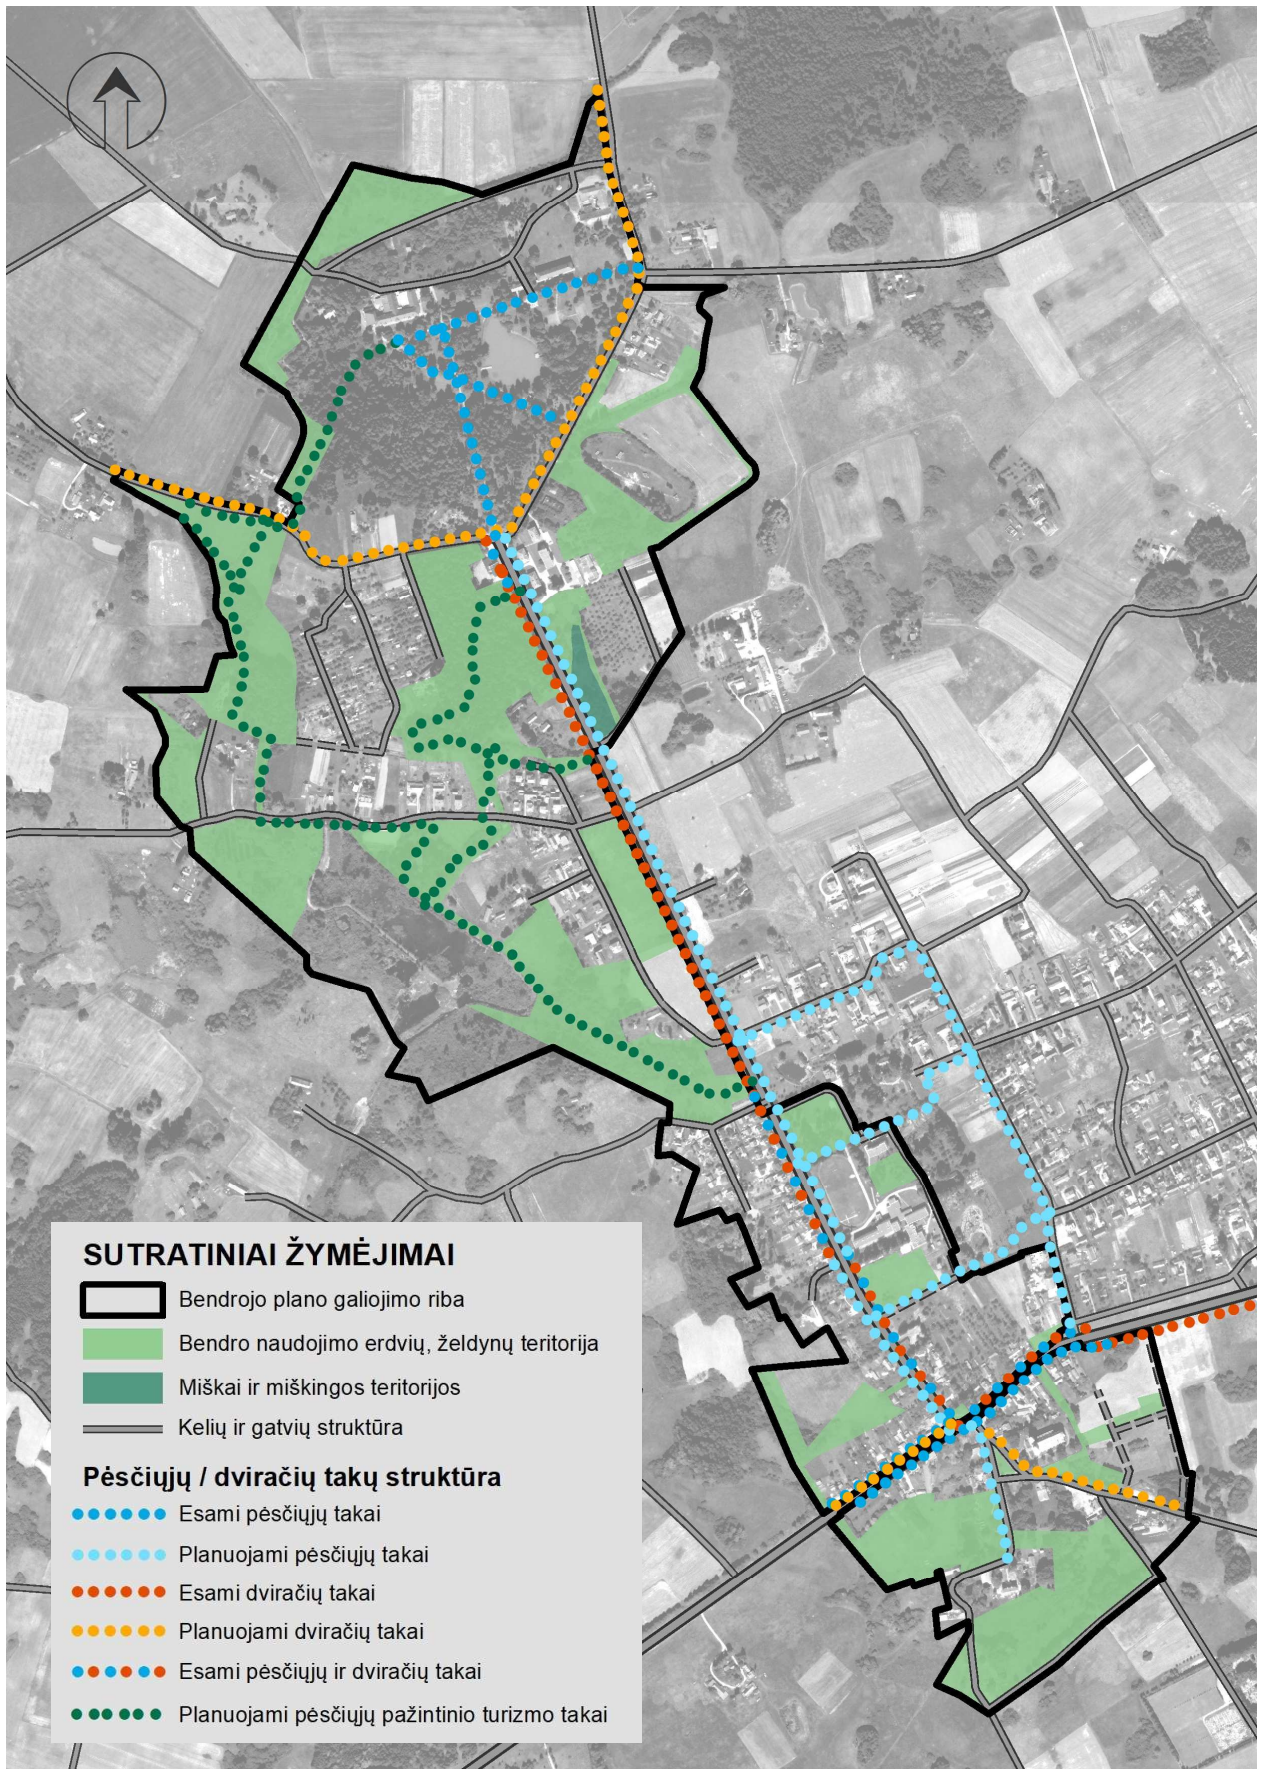 SUTRATINIAI ŽYMĖJIMAI
Bendrojo plano galiojimo riba
Bendro naudojimo erdvių, želdynų teritorija
Miškai ir miškingos teritorijos
Kelių ir gatvių struktūra
Pėsčiųjų / dviračių takų struktūra
Esami pėsčiųjų takai
Planuojami pėsčiųjų takai
Esami dviračių takai
Planuojami dviračių takai
Esami pėsčiųjų ir dviračių takai
Planuojami pėsčiųjų pažintinio turizmo takai